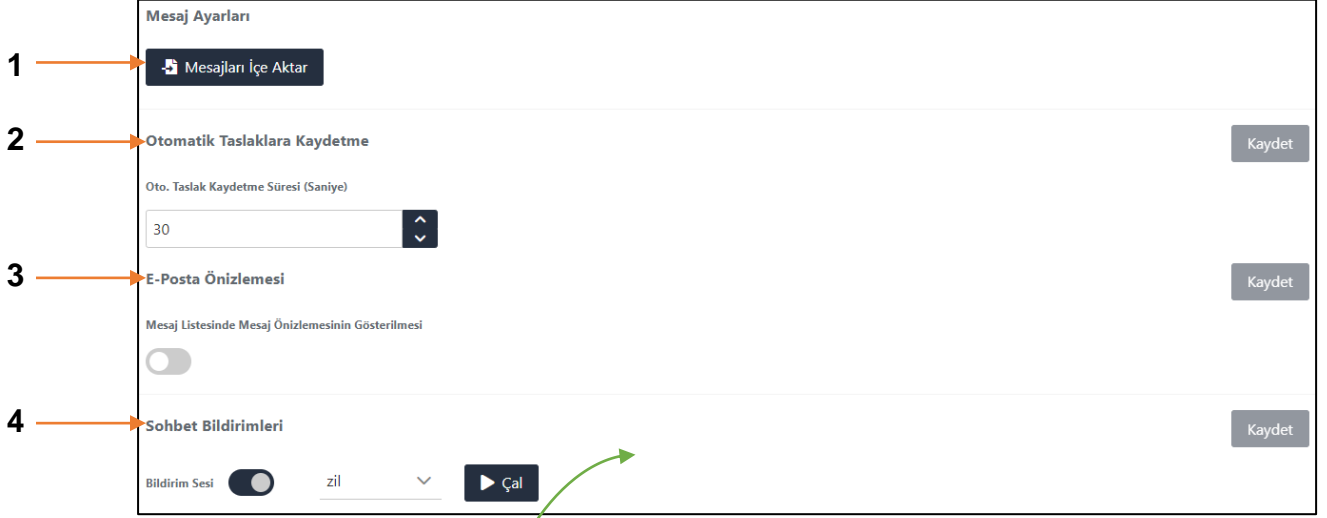 Mesaj Ayarları
1
Mesajları İçe Aktar
2
Otomatik Taslaklara Kaydetme
Kaydet
Oto. Taslak Kaydetme Süresi (Saniye)
30
3
E-Posta Önizlemesi
Kaydet
Mesaj Listesinde Mesaj Önizlemesinin Gösterilmesi
4
Sohbet Bildirimleri
Kaydet
Bildirim Sesi
zil
Çal